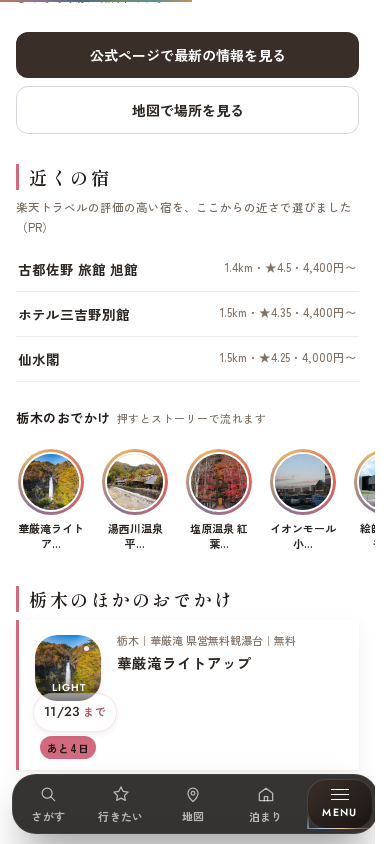 公式ページで最新の情報を見る
地図で場所を見る
近くの宿
楽天トラベルの評価の高い宿を、ここからの近さで選びました
（PR）
古都佐野 旅館 旭館 1.4km・★4.5・4,400円〜
ホテル三吉野別館 1.5km・★4.35・4,400円〜
仙水閣 1.5km・★4.25・4,000円〜
栃木のおでかけ 押すとストーリーで流れます
華厳滝ライト
ア...
湯西川温泉
平...
塩原温泉 紅
葉...
イオンモール
小...
栃木のほかのおでかけ
栃木｜華厳滝 県営無料観瀑台｜無料
華厳滝ライトアップ
LIGHT
11/23 まで
あと4日
さがす
行きたい
地図
泊まり
MENU